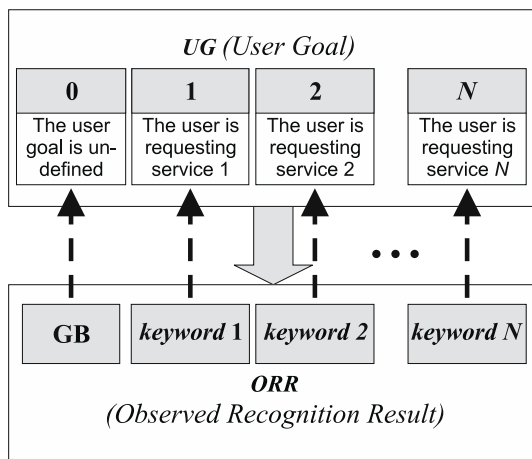 UG (User Goal)
0
The user
goal is un-
defined
1
The user is
requesting
service 1
2
The user is
requesting
service 2
N
The user is
requesting
service N
• • •
GB
keyword 1
keyword 2
keyword N
ORR
(Observed Recognition Result)